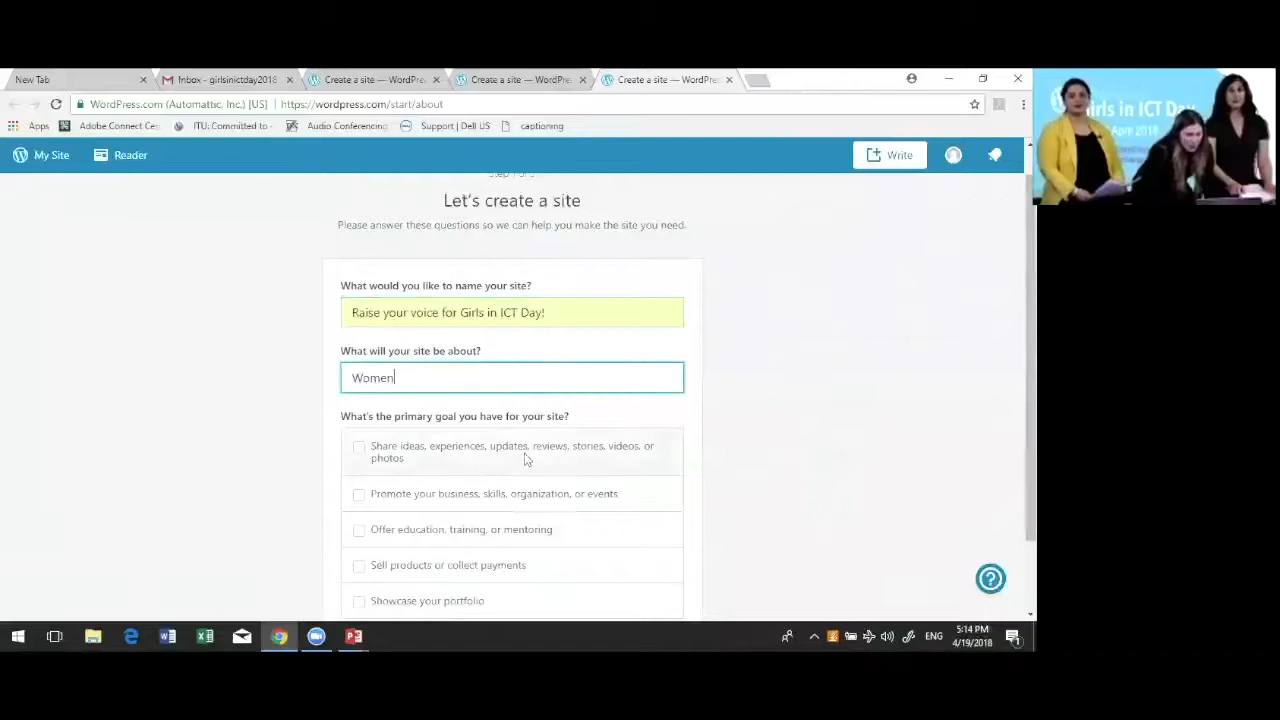 New Tab
Inbox - girlsinictday2018
Create a site — WordPre
Create a site — WordPre
Create a site — WordPre
WordPress.com (Automattic, Inc.) [US]
https://wordpress.com/start/about
Apps
Adobe Connect Ce
ITU: Committed to
Audio Conferencing
Support | Dell US
captioning
My Site
Reader
Write
Girls in ICT Day
April 2018
Let's create a site
Please answer these questions so we can help you make the site you need.
What would you like to name your site?
Raise your voice for Girls in ICT Day!
What will your site be about?
Women
What's the primary goal you have for your site?
Share ideas, experiences, updates, reviews, stories, videos, or
photos
Promote your business, skills, organization, or events
Offer education, training, or mentoring
Sell products or collect payments
Showcase your portfolio
ENG
5:14 PM
4/19/2018